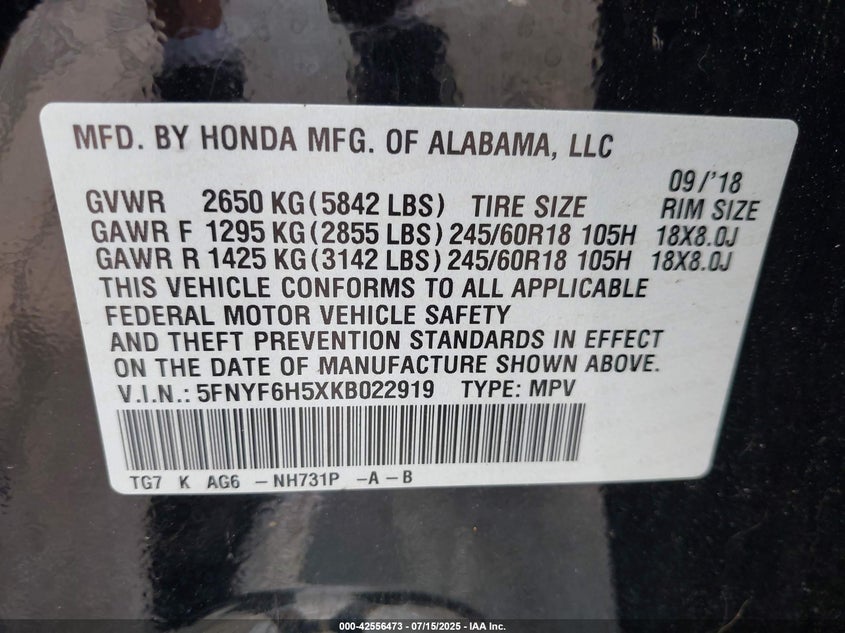 MFD. BY HONDA MFG. OF ALABAMA, LLC
09/'18
GVWR 2650 KG(5842 LBS) TIRE SIZE RIM SIZE
GAWR F 1295 KG(2855 LBS) 245/60R18 105H 18X8.0J
GAWR R 1425 KG(3142 LBS) 245/60R18 105H 18X8.0J
THIS VEHICLE CONFORMS TO ALL APPLICABLE
FEDERAL MOTOR VEHICLE SAFETY
AND THEFT PREVENTION STANDARDS IN EFFECT
ON THE DATE OF MANUFACTURE SHOWN ABOVE.
V.I.N.: 5FNYF6H5XKB022919 TYPE: MPV
TG7 K AG6 -NH731P -A-B
000-42556473 - 07/15/2025 - IAA Inc.